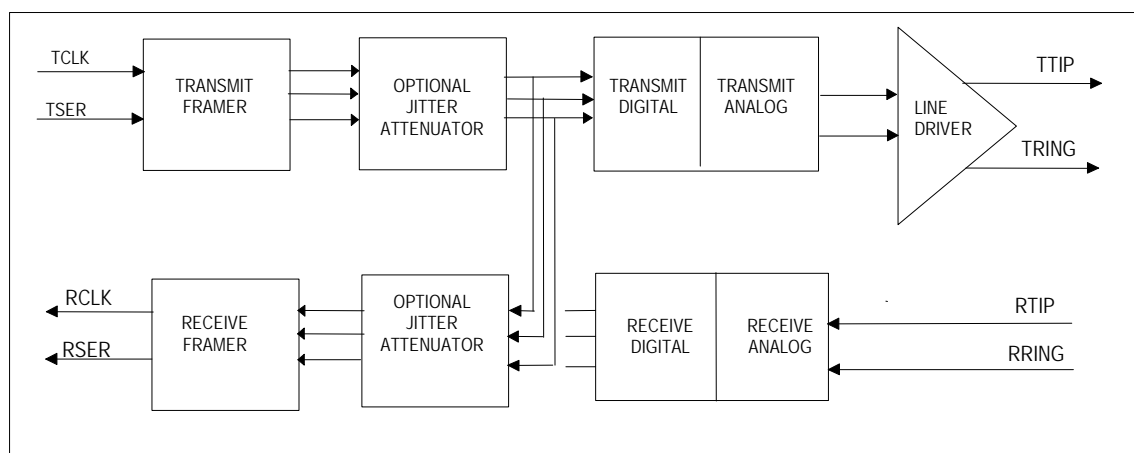 TCLK
TSER
TRANSMIT
FRAMER
OPTIONAL
JITTER
ATTENUATOR
TRANSMIT
DIGITAL
TRANSMIT
ANALOG
LINE
DRIVER
TTIP
TRING
RCLK
RSER
RECEIVE
FRAMER
OPTIONAL
JITTER
ATTENUATOR
RECEIVE
DIGITAL
RECEIVE
ANALOG
RTIP
RRING